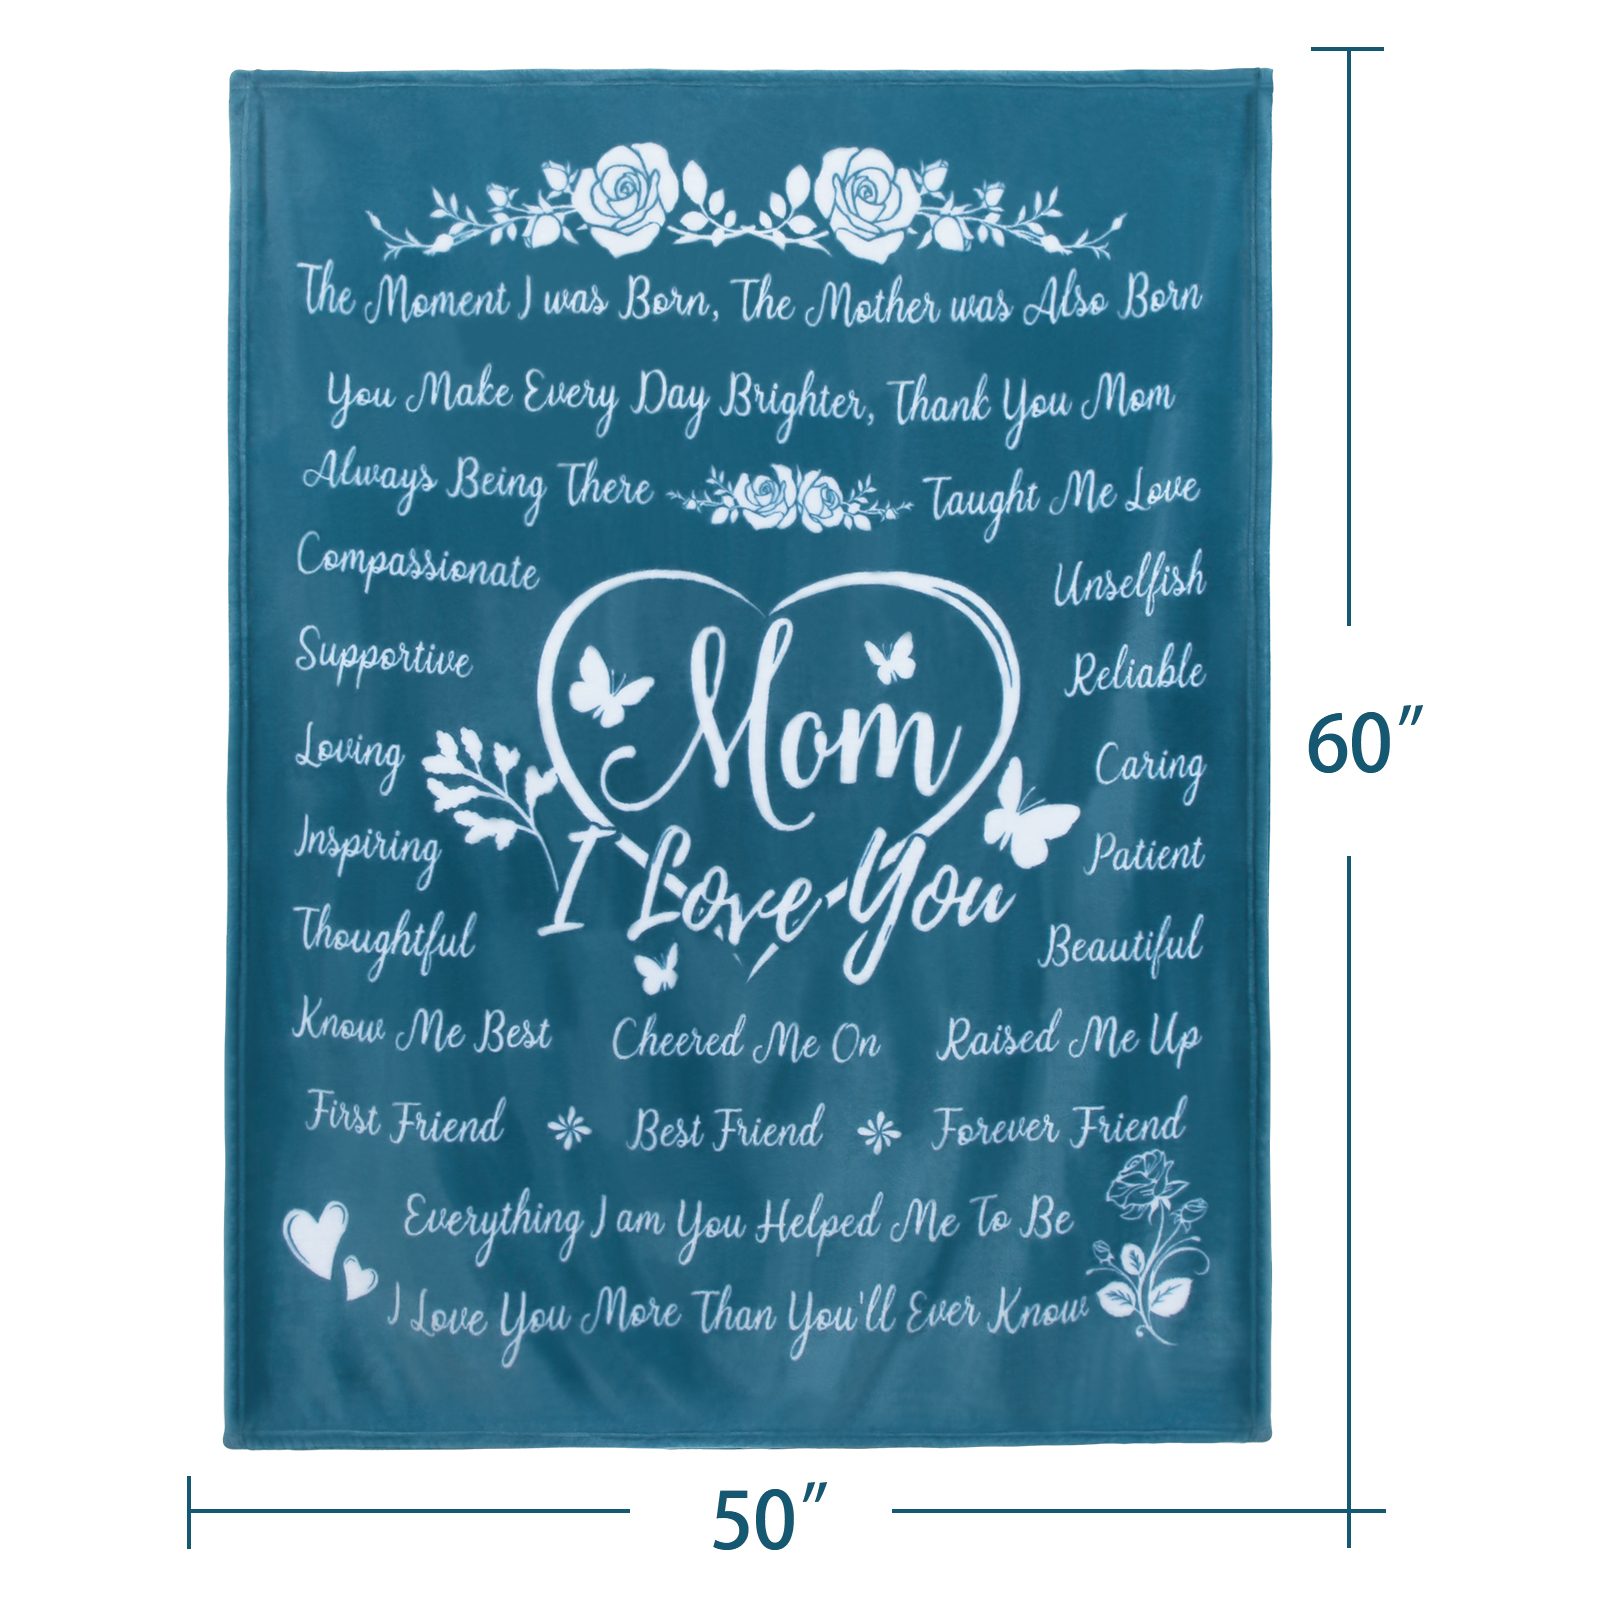 The Moment I was Born, The Mother was Also Born
You Make Every Day Brighter, Thank You Mom
Always Being There Taught Me Love
Compassionate Unselfish
Supportive Reliable
Mom
Loving Caring
Inspiring Patient
I Love You
Thoughtful Beautiful
Know Me Best Cheered Me On Raised Me Up
First Friend Best Friend Forever Friend
Everything I am You Helped Me To Be
I Love You More Than You'll Ever Know
60"
50"